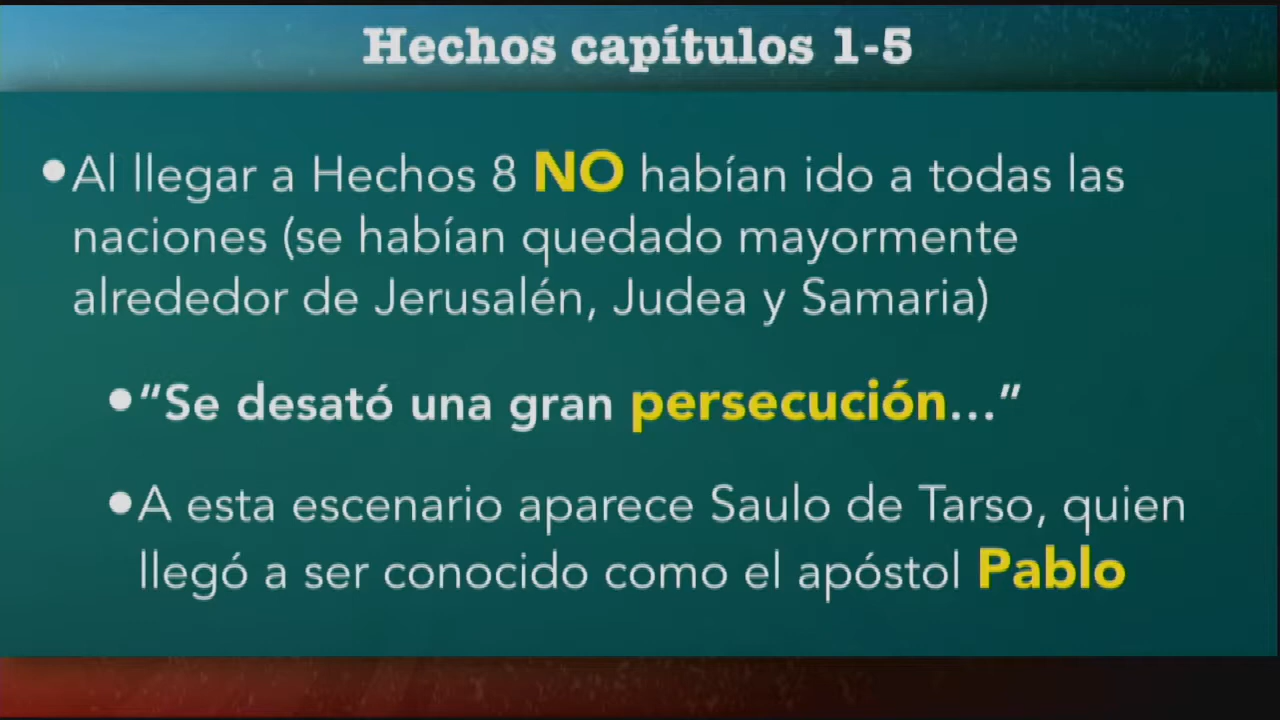 Hechos capítulos 1-5
•Al llegar a Hechos 8 NO habían ido a todas las
naciones (se habían quedado mayormente
alrededor de Jerusalén, Judea y Samaria)
•“Se desató una gran persecución...”
•A esta escenario aparece Saulo de Tarso, quien
llegó a ser conocido como el apóstol Pablo